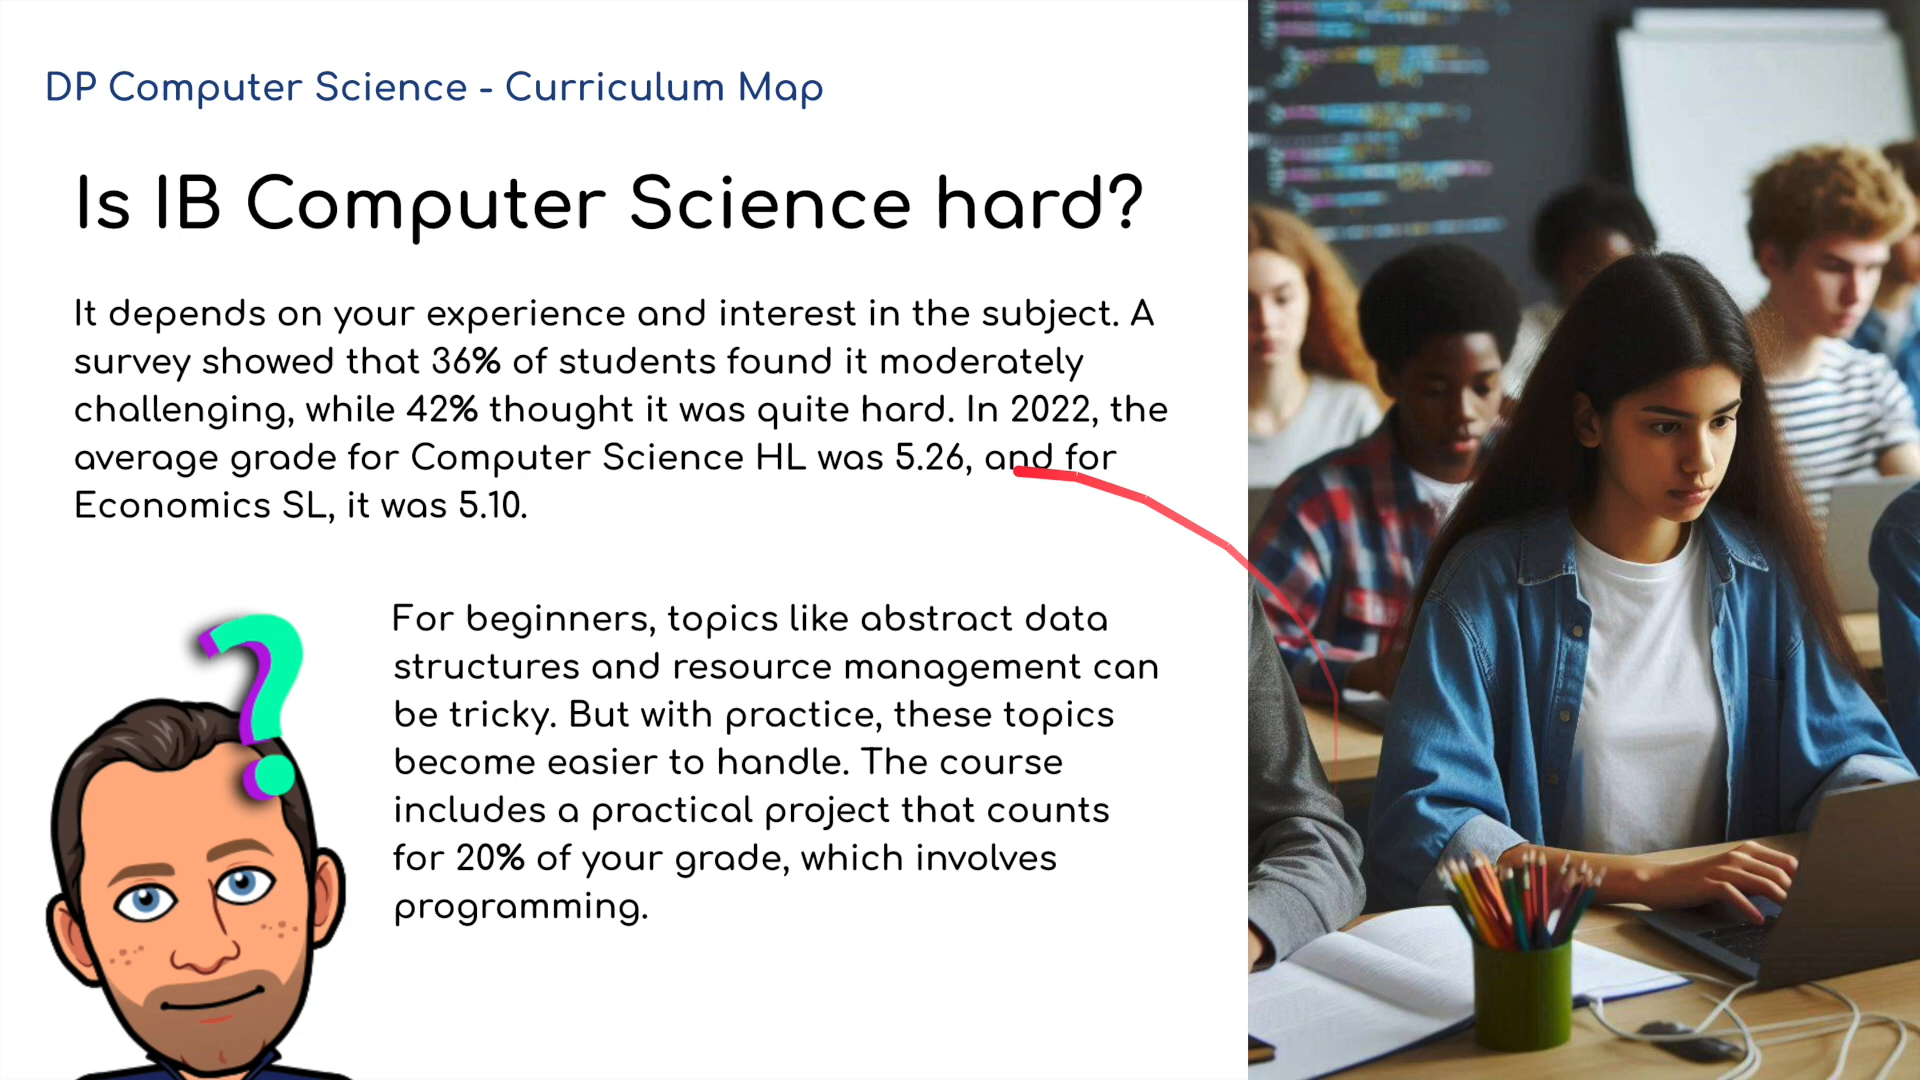 DP Computer Science - Curriculum Map
Is IB Computer Science hard?
It depends on your experience and interest in the subject. A
survey showed that 36% of students found it moderately
challenging, while 42% thought it was quite hard. In 2022, the
average grade for Computer Science HL was 5.26, and for
Economics SL, it was 5.10.
For beginners, topics like abstract data
structures and resource management can
be tricky. But with practice, these topics
become easier to handle. The course
includes a practical project that counts
for 20% of your grade, which involves
programming.
?